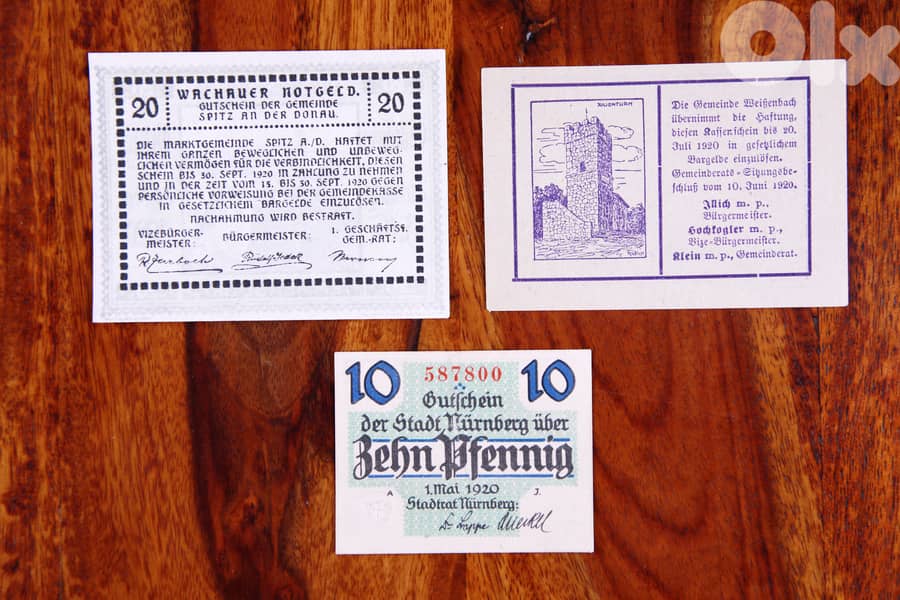 WACHAUER NOTGELD.
20 GUTSCHEIN DER GEMEINDE 20
SPITZ AN DER DONAU.
DIE MARKTGEMEINDE SPITZ A./D. HAFTET MIT
IHREM GANZEN BEWEGLICHEN UND UNBEWEG-
LICHEN VERMÖGEN FÜR DIE VERBINDLICHKEIT, DIESEN
SCHEIN BIS 30. SEPT. 1920 IN ZAHLUNG ZU NEHMEN
UND IN DER ZEIT VOM 15. BIS 30. SEPT. 1920 GEGEN
PERSÖNLICHE VORWEISUNG BEI DER GEMEINDEKASSE
IN GESETZLICHEM BARGELDE EINZULÖSEN.
NACHAHMUNG WIRD BESTRAFT.
VIZEBÜRGER-
MEISTER:
BÜRGERMEISTER:
1. GESCHÄFTSF.
GEM.-RAT:
OLX
JULIENTURM
Die Gemeinde Weißenbach
übernimmt die Haftung,
diesen Kassenschein bis 20.
Juli 1920 in gesetzlichem
Bargelde einzulösen.
Gemeinderats-Sitzungsbe-
schluß vom 10. Juni 1920.
Illich m. p.,
Bürgermeister.
Hochkogler m. p.,
Vize-Bürgermeister.
Klein m. p., Gemeinderat.
10 587800 10
Gutschein
der Stadt Nürnberg über
Zehn Pfennig
1. Mai 1920
A J.
Stadtrat Nürnberg: